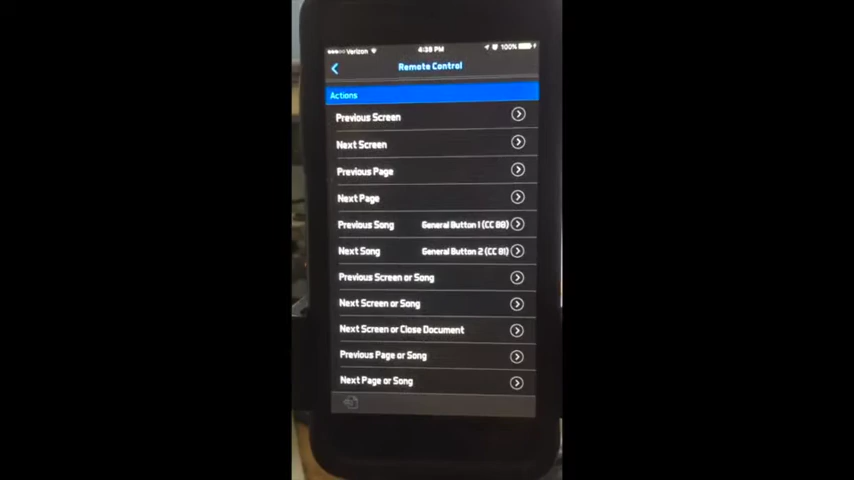 Verizon 4:38 PM 100%
Remote Control
Actions
Previous Screen
Next Screen
Previous Page
Next Page
Previous Song General Button 1 (CC 80)
Next Song General Button 2 (CC 81)
Previous Screen or Song
Next Screen or Song
Next Screen or Close Document
Previous Page or Song
Next Page or Song